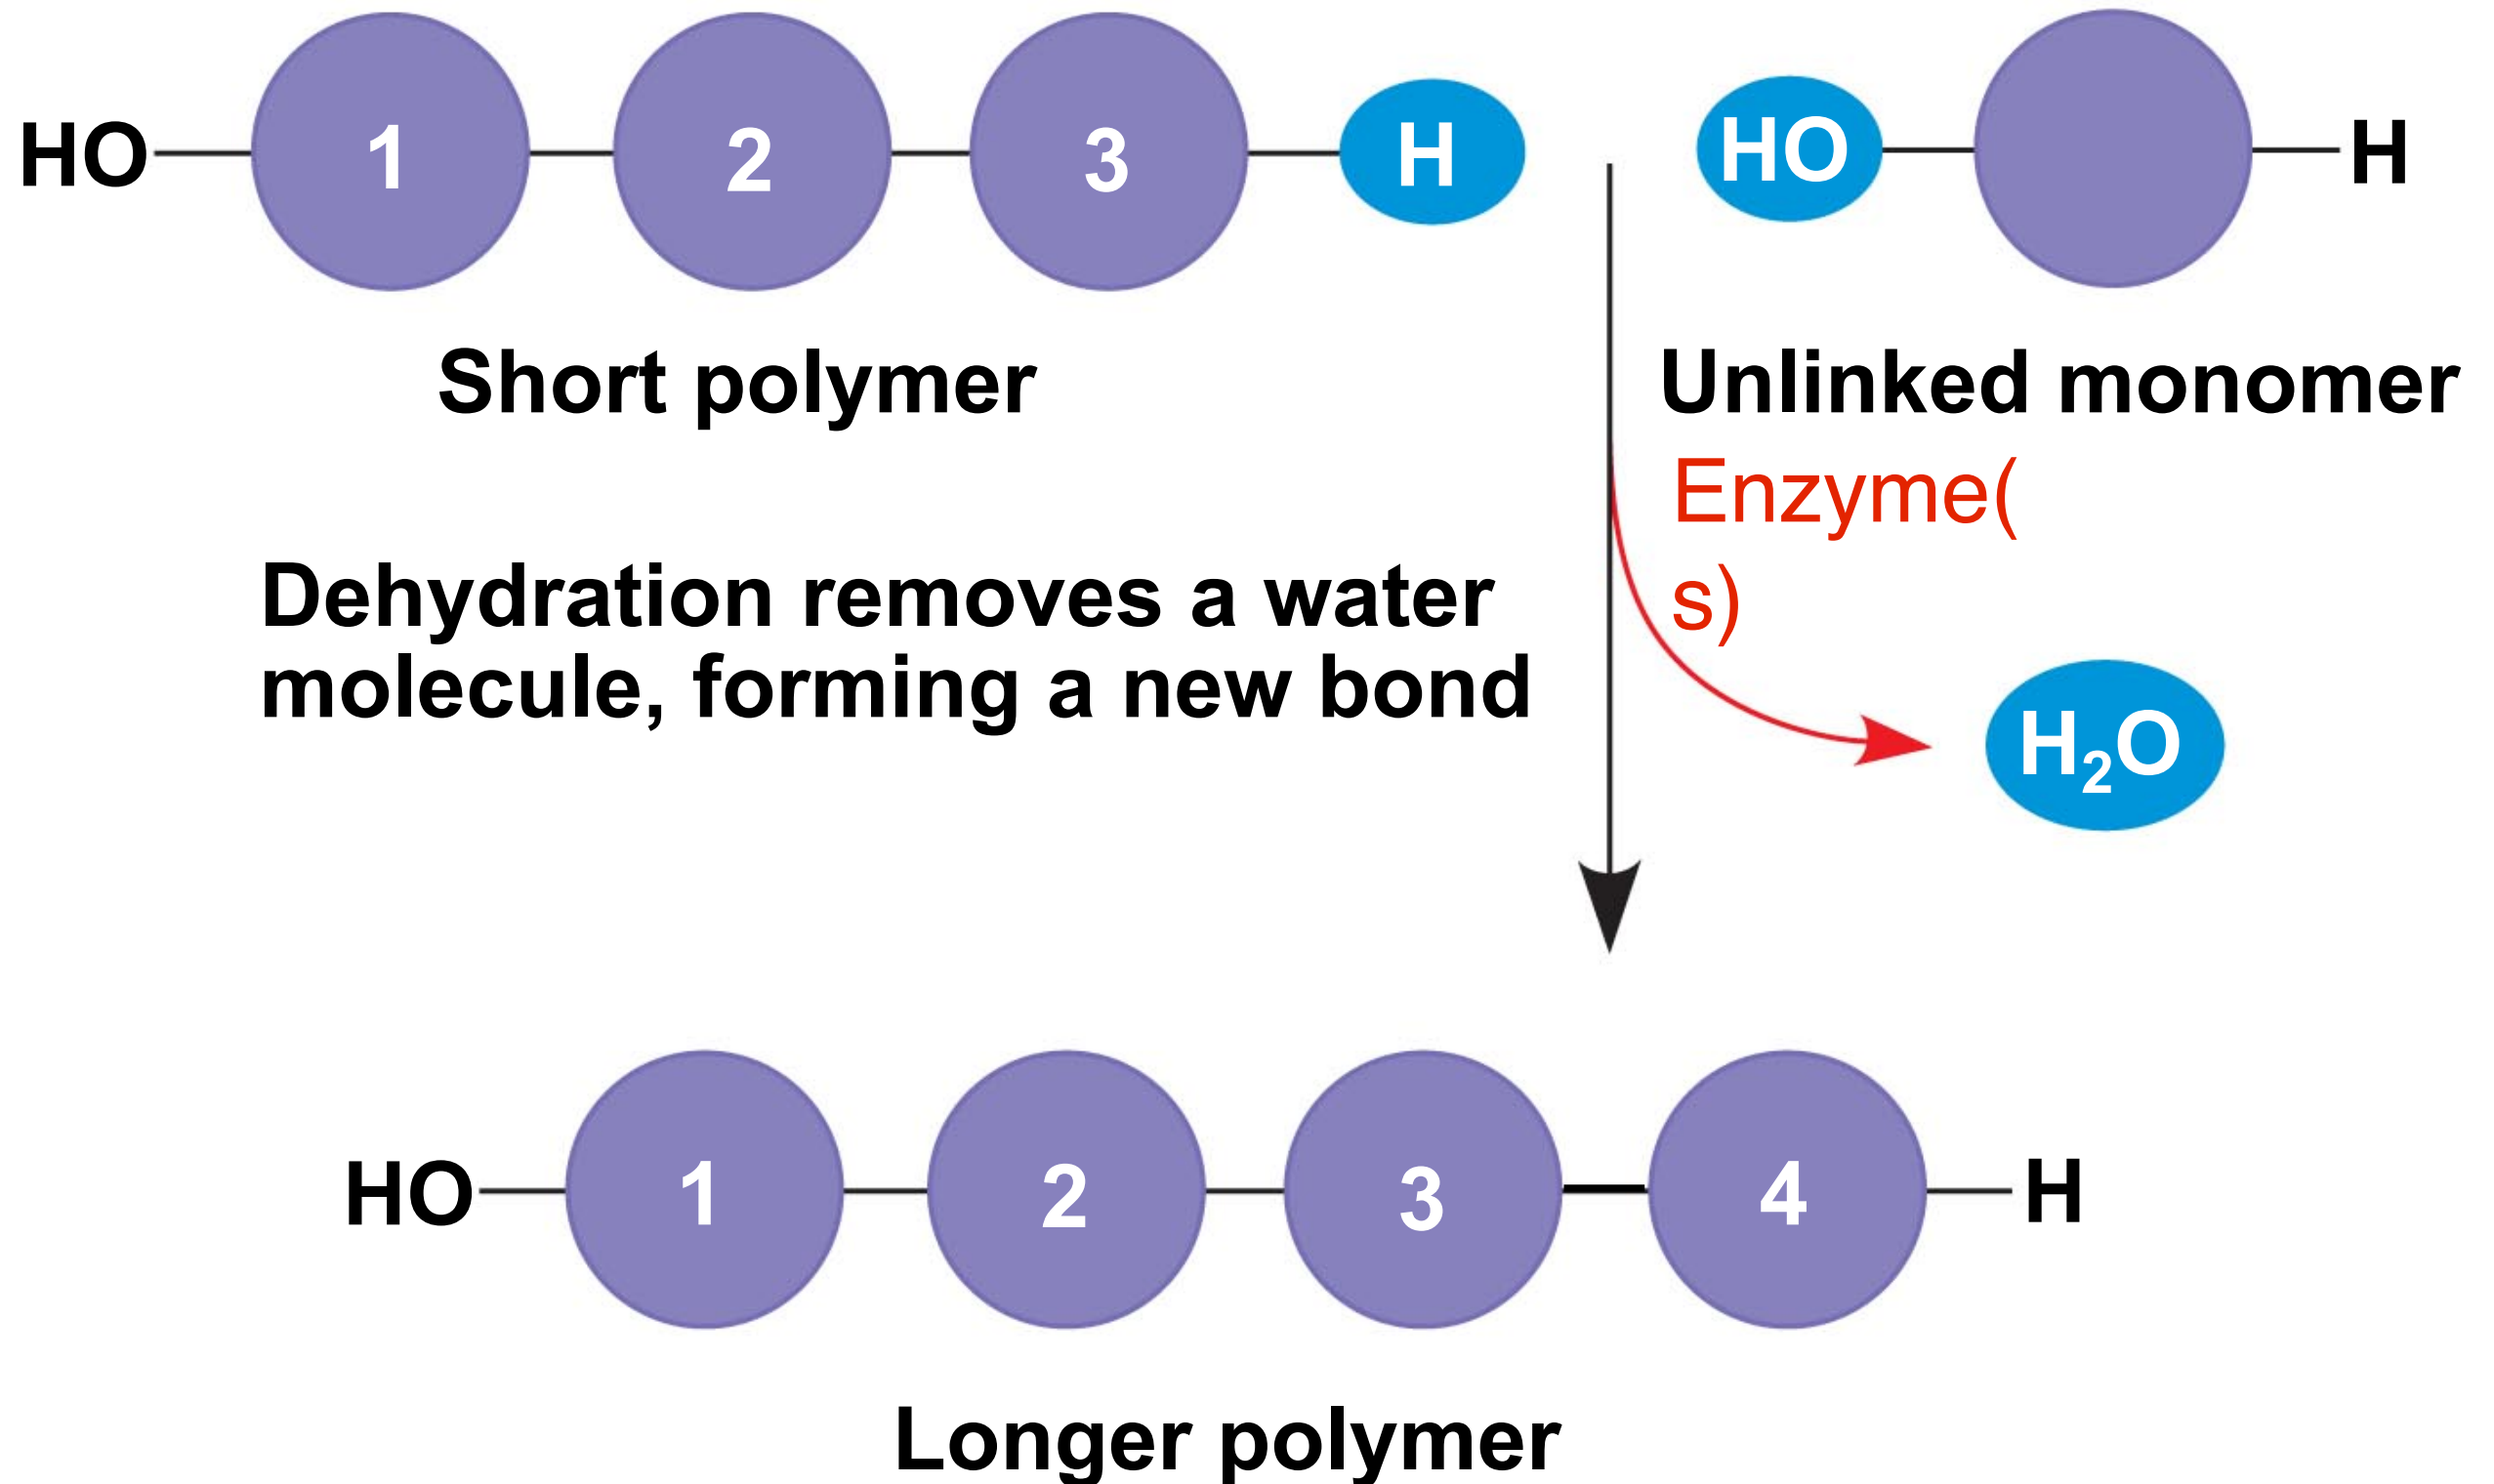 HO 1 2 3 H HO H
Short polymer
Unlinked monomer
Enzyme(
s)
Dehydration removes a water
molecule, forming a new bond
H₂O
HO 1 2 3 4 H
Longer polymer